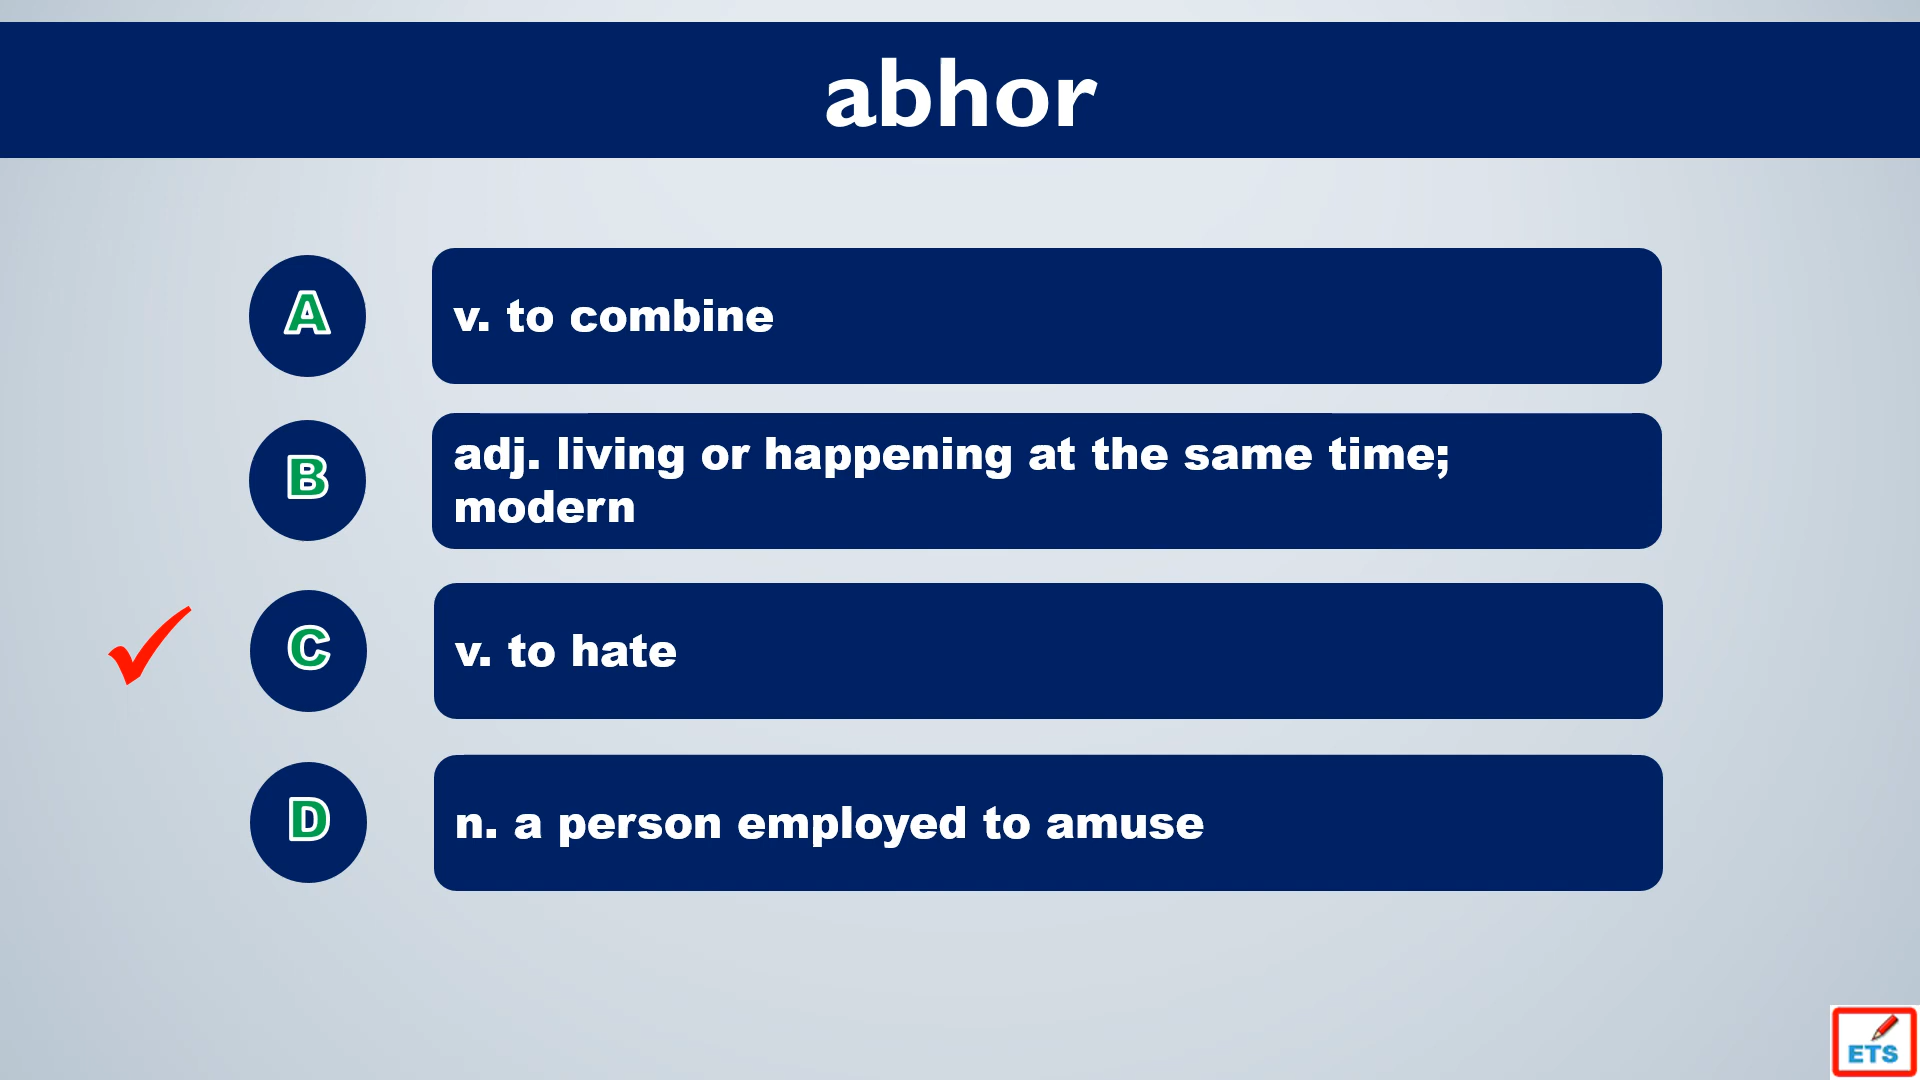 abhor
A
v. to combine
B
adj. living or happening at the same time;
modern
C
v. to hate
D
n. a person employed to amuse
ETS